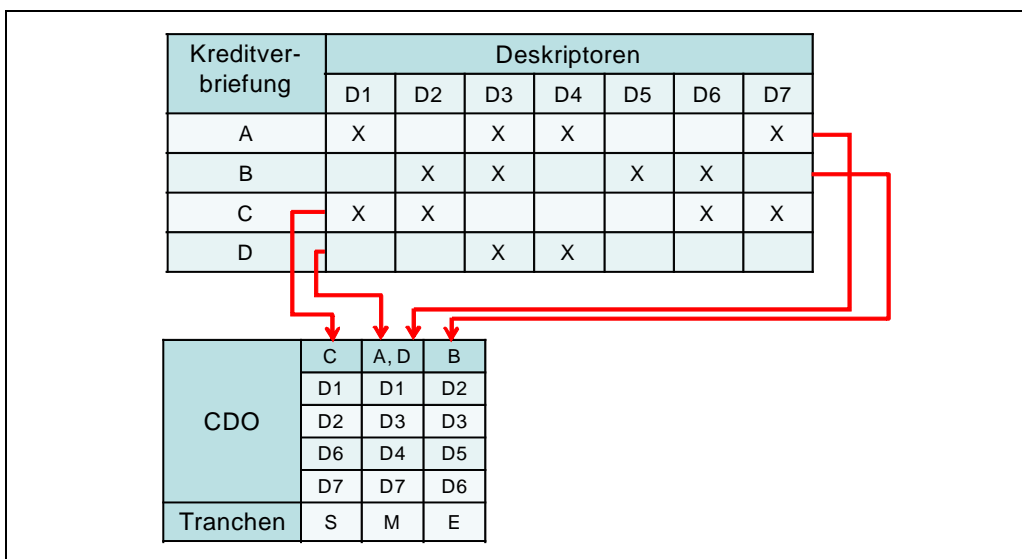 Kreditver-
briefung
Deskriptoren
D1 D2 D3 D4 D5 D6 D7
A X X X X
B X X X X
C X X X X
D X X
CDO
C A, D B
D1 D1 D2
D2 D3 D3
D6 D4 D5
D7 D7 D6
Tranchen S M E